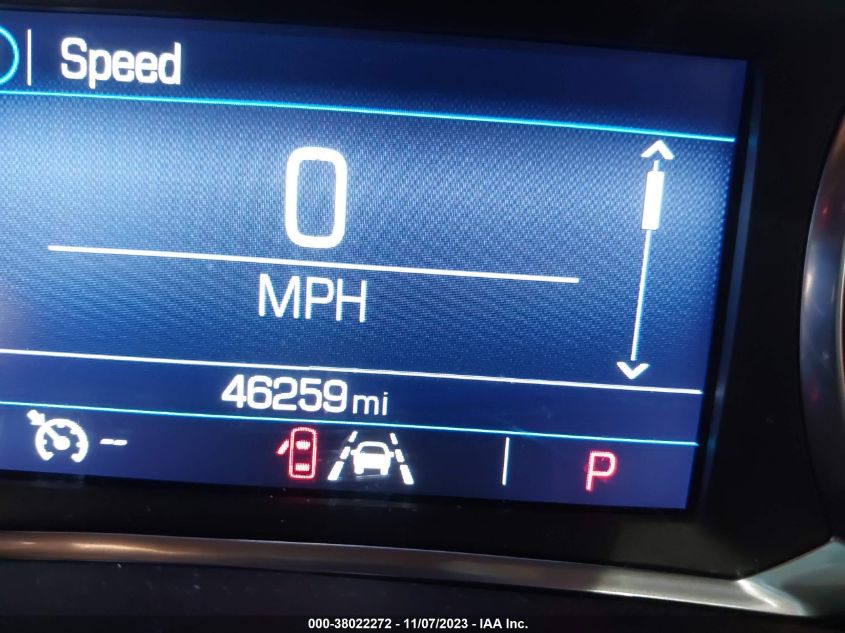 Speed
0
MPH
46259 mi
--
P
000-38022272 - 11/07/2023 - IAA Inc.